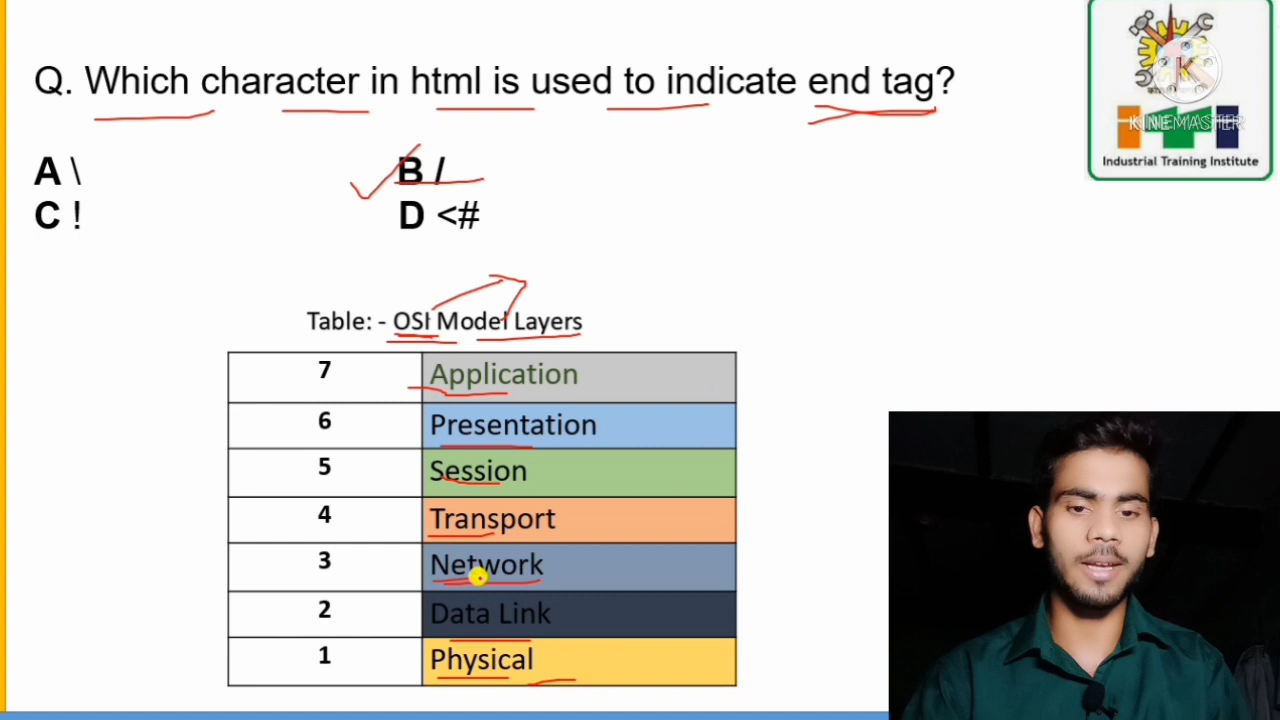 Q. Which character in html is used to indicate end tag?
A \
B /
C !
D <#
K
KINEMASTER
Industrial Training Institute
Table: - OSI Model Layers
7 Application
6 Presentation
5 Session
4 Transport
3 Network
2 Data Link
1 Physical